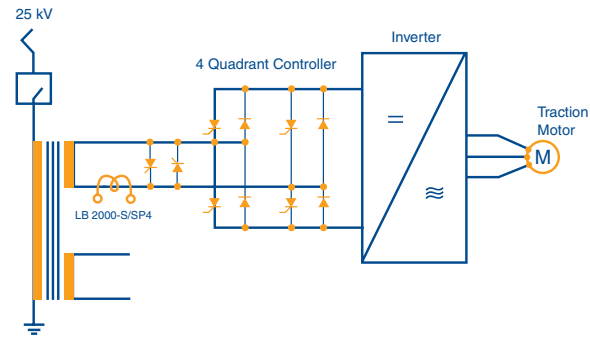 25 kV
Inverter
4 Quadrant Controller
Traction
Motor
M
LB 2000-S/SP4